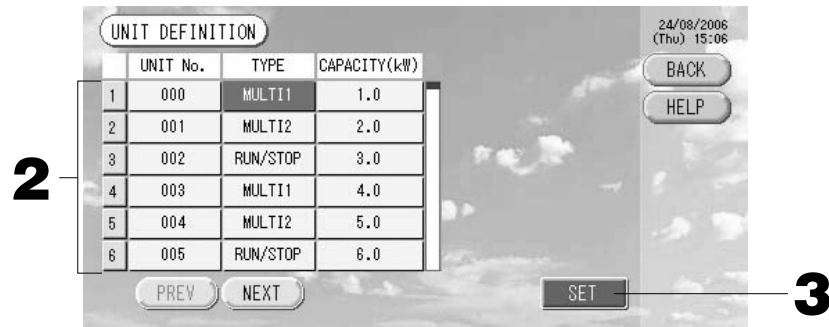 UNIT DEFINITION
24/08/2006
(Thu) 15:06
UNIT No. TYPE CAPACITY(kW)
BACK
1 000 MULTI1 1.0
HELP
2 001 MULTI2 2.0
3 002 RUN/STOP 3.0
2
4 003 MULTI1 4.0
5 004 MULTI2 5.0
6 005 RUN/STOP 6.0
PREV NEXT SET 3